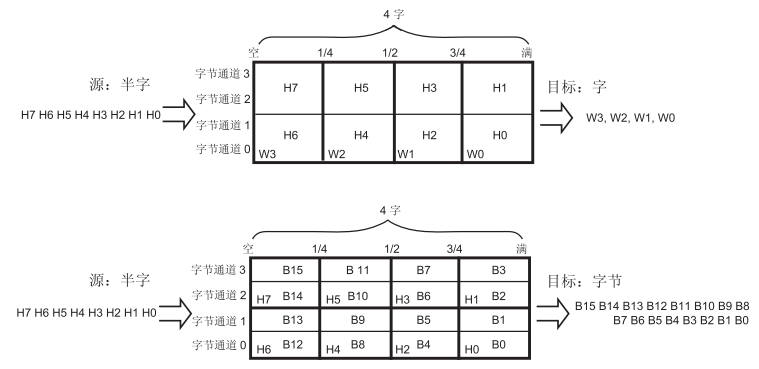 4 字
空 1/4 1/2 3/4 满
源：半字
H7 H6 H5 H4 H3 H2 H1 H0
字节通道 3
字节通道 2
字节通道 1
字节通道 0
H7 H5 H3 H1
H6 H4 H2 H0
W3 W2 W1 W0
目标：字
W3, W2, W1, W0
4 字
空 1/4 1/2 3/4 满
源：半字
H7 H6 H5 H4 H3 H2 H1 H0
字节通道 3 B15 B 11 B7 B3
字节通道 2 H7 B14 H5 B10 H3 B6 H1 B2
字节通道 1 B13 B9 B5 B1
字节通道 0 H6 B12 H4 B8 H2 B4 H0 B0
目标：字节
B15 B14 B13 B12 B11 B10 B9 B8
B7 B6 B5 B4 B3 B2 B1 B0